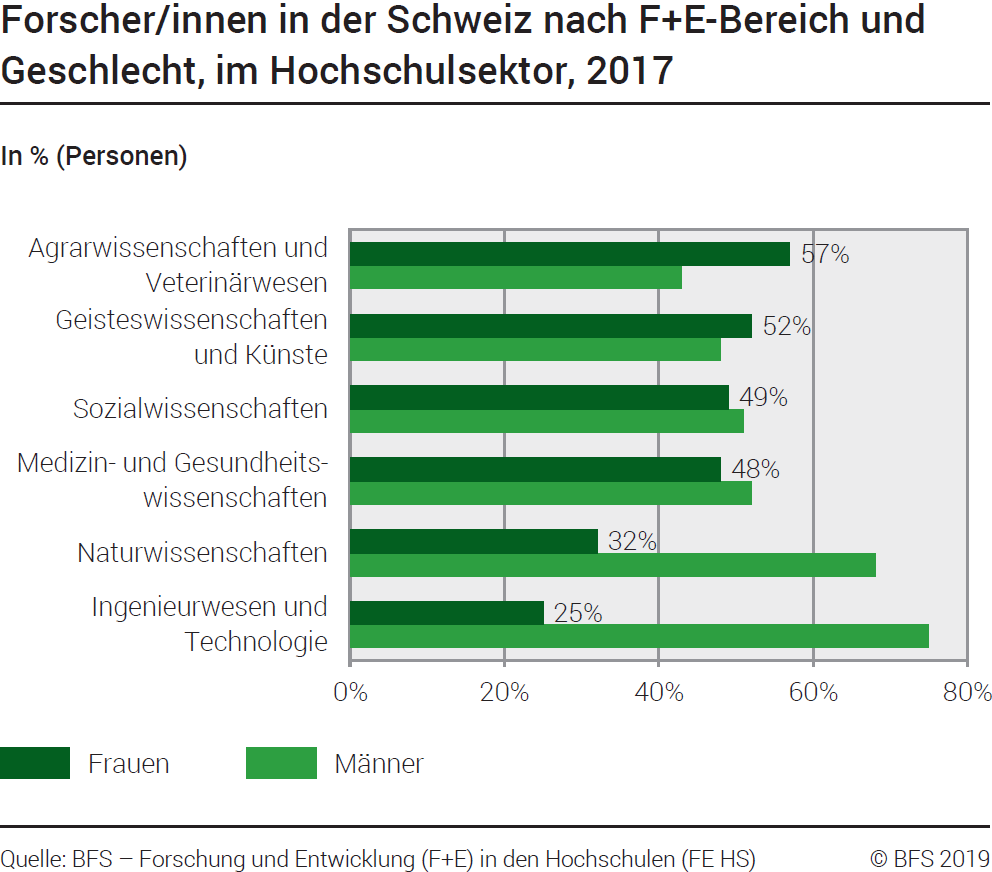 Forscher/innen in der Schweiz nach F+E-Bereich und
Geschlecht, im Hochschulsektor, 2017
In % (Personen)
Agrarwissenschaften und
Veterinärwesen
57%
Geisteswissenschaften
und Künste
52%
Sozialwissenschaften
49%
Medizin- und Gesundheits-
wissenschaften
48%
Naturwissenschaften
32%
Ingenieurwesen und
Technologie
25%
0% 20% 40% 60% 80%
Frauen Männer
Quelle: BFS – Forschung und Entwicklung (F+E) in den Hochschulen (FE HS) © BFS 2019